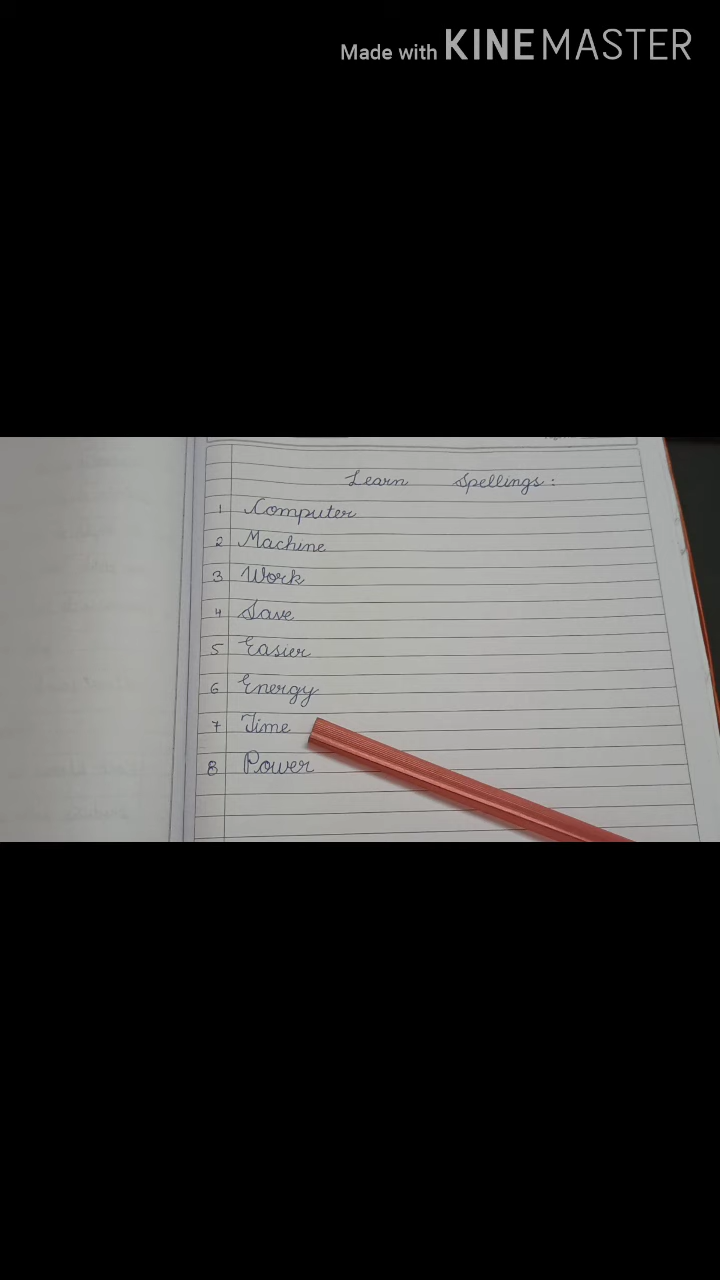 Made with KINEMASTER
Learn Spellings:
1 Computer
2 Machine
3 Work
4 Save
5 Easier
6 Energy
7 Time
8 Power